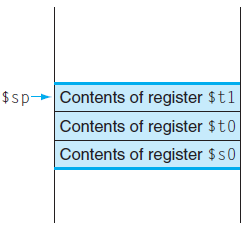 $sp Contents of register $t1
Contents of register $t0
Contents of register $s0